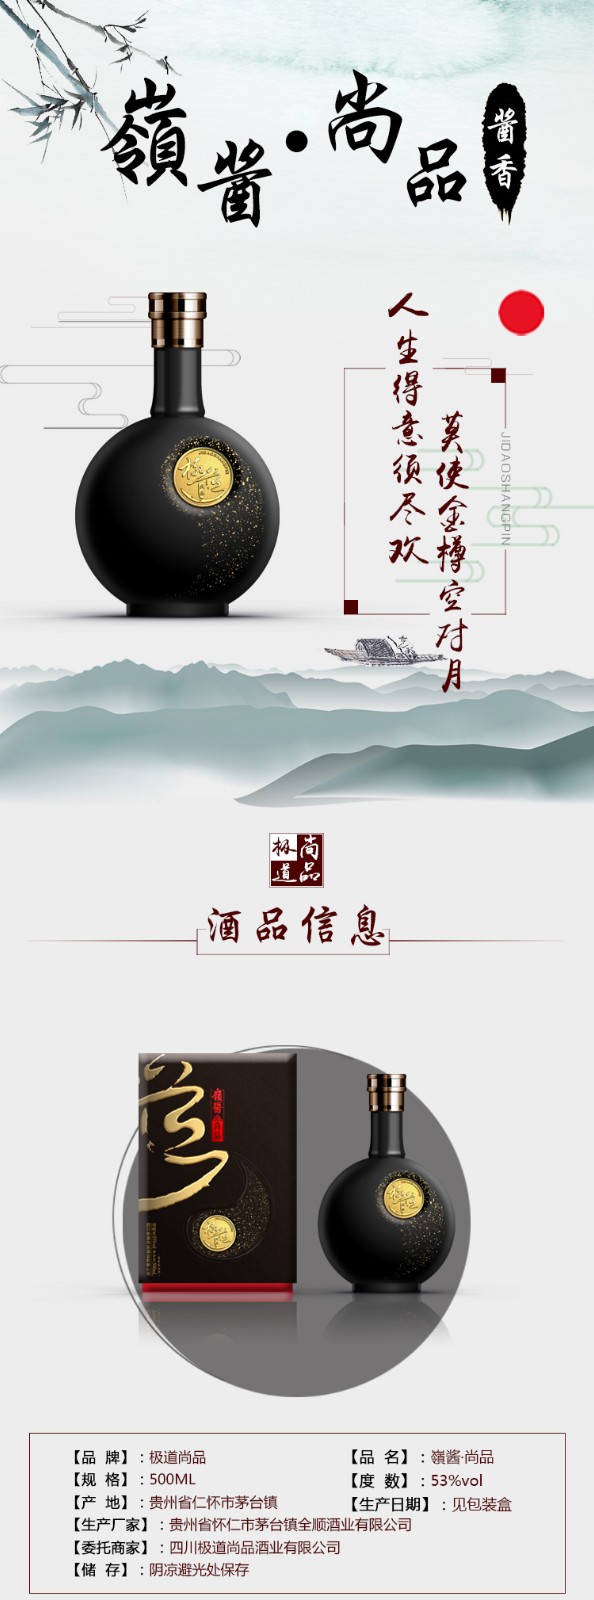 嶺醬·尚品
醬香
人生得意须尽欢
莫使金樽空对月
JIDAOSHANGPIN
极道
尚品
酒品信息
嶺醬
【品 牌】：极道尚品
【品 名】：嶺酱·尚品
【规 格】：500ML
【度 数】：53%vol
【产 地】：贵州省仁怀市茅台镇
【生产日期】：见包装盒
【生产厂家】：贵州省怀仁市茅台镇全顺酒业有限公司
【委托商家】：四川极道尚品酒业有限公司
【储 存】：阴凉避光处保存